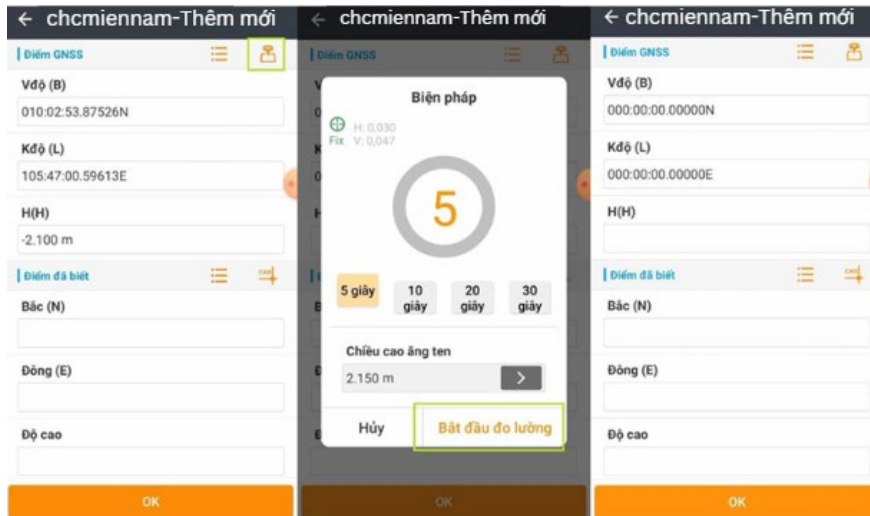 ← chcmiennam-Thêm mới
Điểm GNSS
Vđộ (B)
010:02:53.87526N
Kđộ (L)
105:47:00.59613E
H(H)
-2.100 m
Điểm đã biết
Bắc (N)
Đông (E)
Độ cao
OK
← chcmiennam-Thêm mới
Điểm GNSS
Biện pháp
H: 0,030
Fix V: 0,047
5
5 giây
10 giây
20 giây
30 giây
Chiều cao ăng ten
2.150 m
Hủy
Bắt đầu đo lường
OK
← chcmiennam-Thêm mới
Điểm GNSS
Vđộ (B)
000:00:00.00000N
Kđộ (L)
000:00:00.00000E
H(H)
Điểm đã biết
CAD
Bắc (N)
Đông (E)
Độ cao
OK